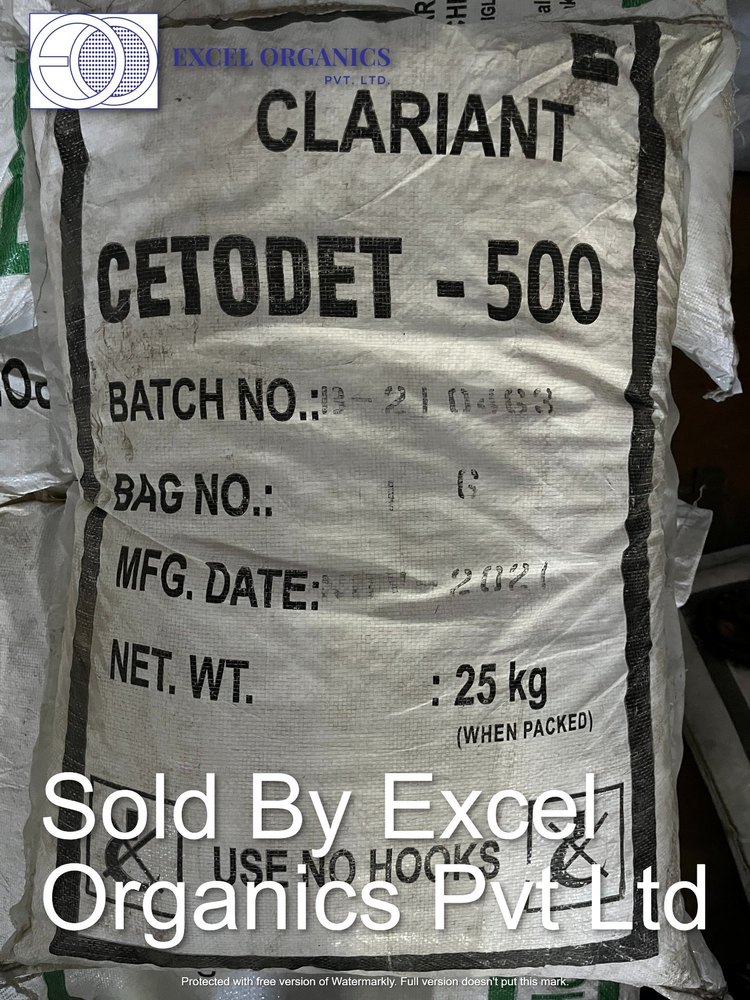 EXCEL ORGANICS
PVT. LTD.
CLARIANT
CETODET - 500
BATCH NO.:
BAG NO.: 6
MFG. DATE: 2021
NET. WT. : 25 kg
(WHEN PACKED)
USE NO HOOKS
Sold By Excel
Organics Pvt Ltd
Protected with free version of Watermarkly. Full version doesn't put this mark.